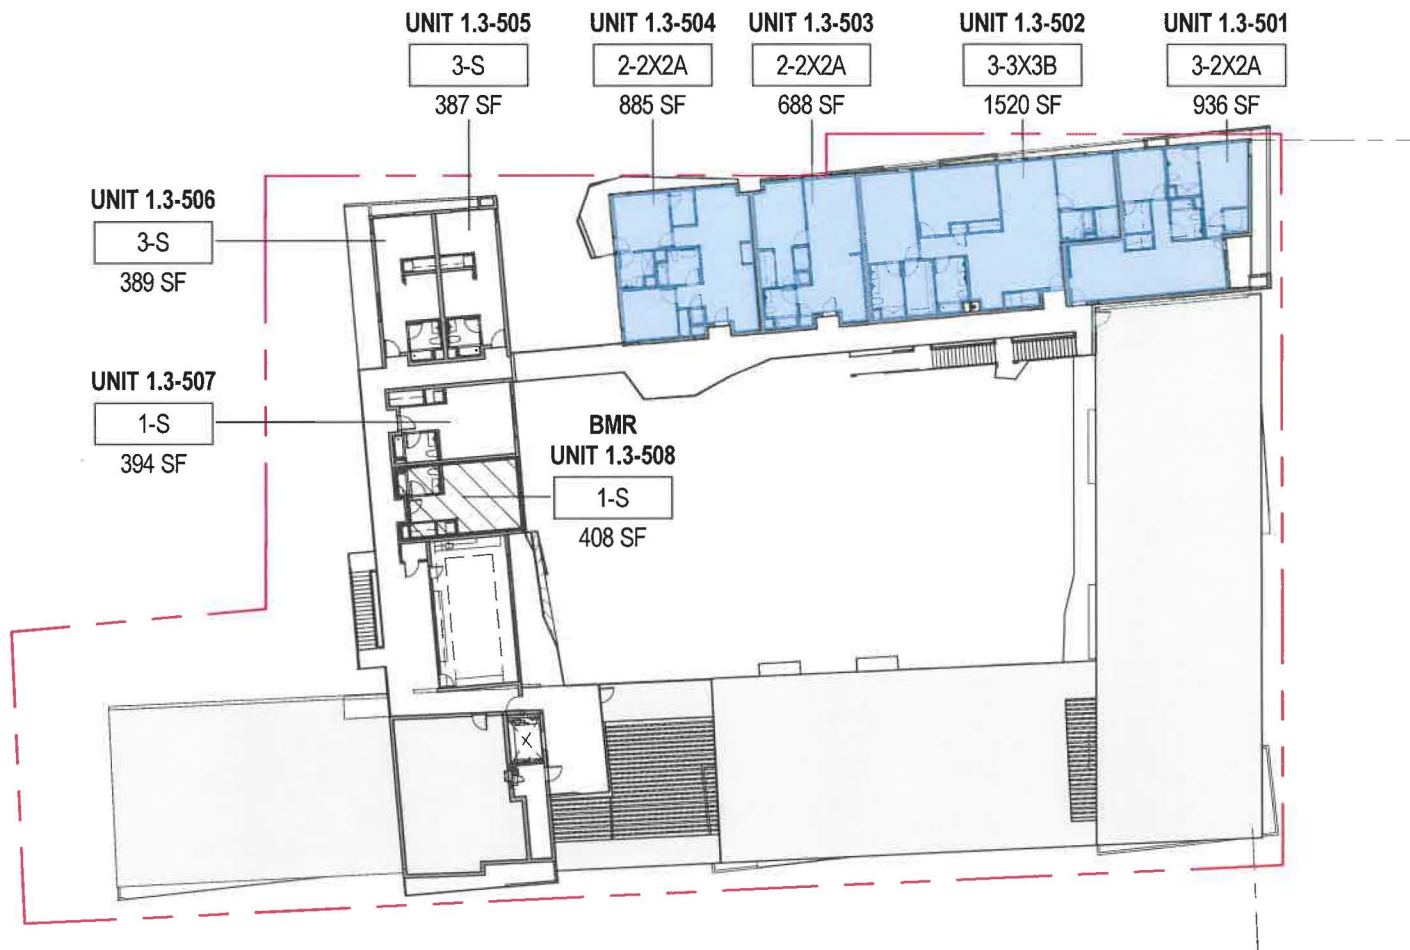 UNIT 1.3-505
3-S
387 SF
UNIT 1.3-504
2-2X2A
885 SF
UNIT 1.3-503
2-2X2A
688 SF
UNIT 1.3-502
3-3X3B
1520 SF
UNIT 1.3-501
3-2X2A
936 SF
UNIT 1.3-506
3-S
389 SF
UNIT 1.3-507
1-S
394 SF
BMR
UNIT 1.3-508
1-S
408 SF